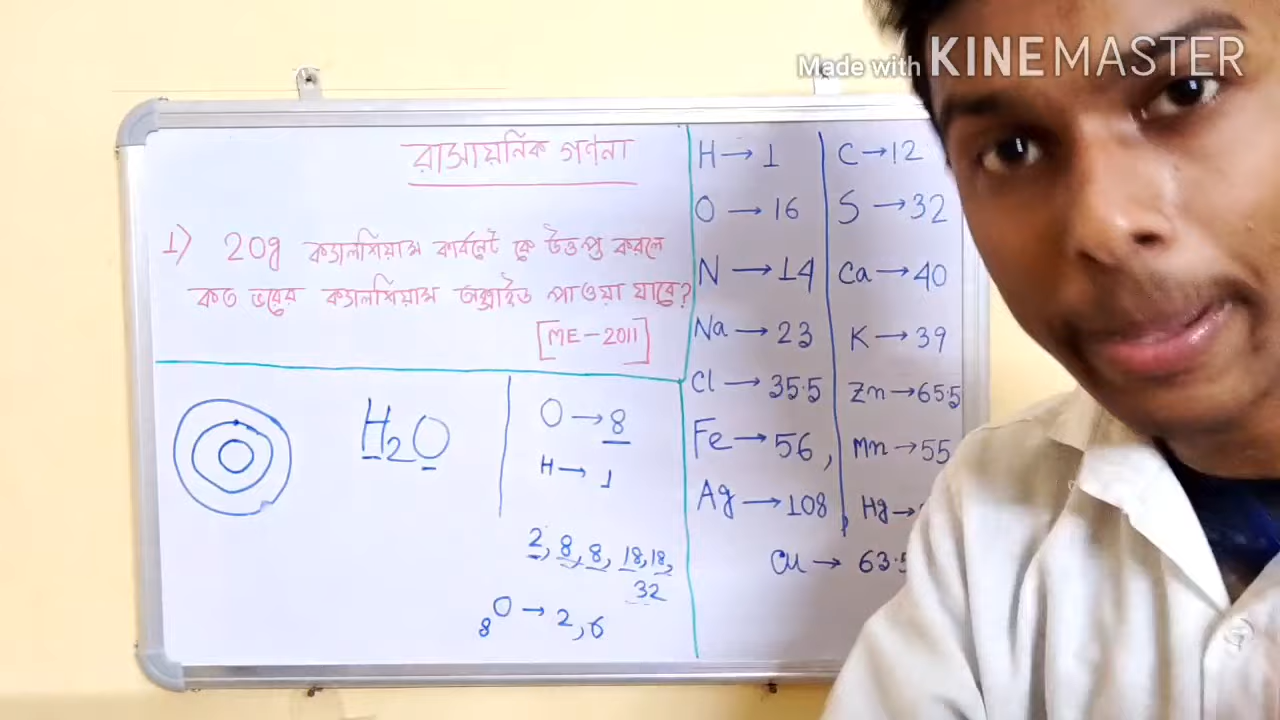 Made with KINEMASTER
রাসায়নিক গণনা
1) 20g ক্যালশিয়াম কার্বনেট কে উত্তপ্ত করলে
কত ভরের ক্যালশিয়াম অক্সাইড পাওয়া যাবে?
[ME-2011]
H2O
O → 8
H → 1
2, 8, 8, 18, 18,
32
8O → 2, 6
H → 1
O → 16
N → 14
Na → 23
Cl → 35.5
Fe → 56,
Ag → 108
C → 12
S → 32
Ca → 40
K → 39
Zn → 65.5
Mn → 55
Hg →
Cu → 63.5